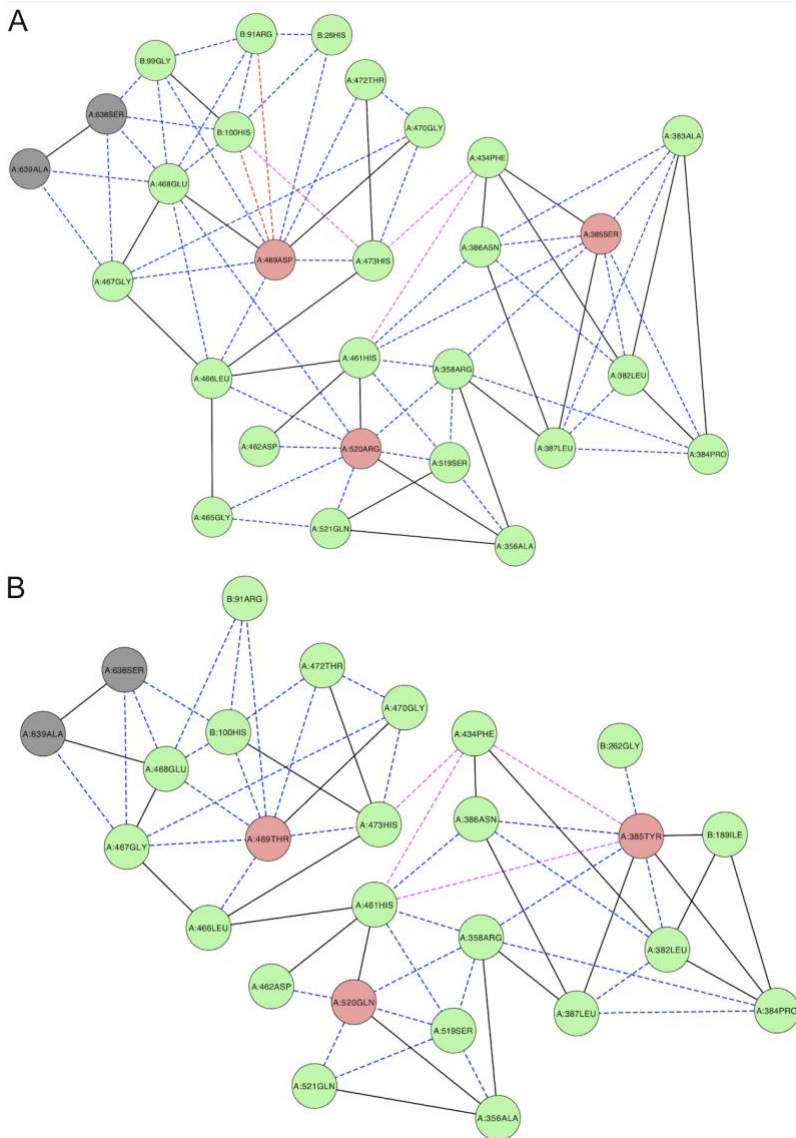 A
B:91ARG
B:26HIS
B:99GLY
A:472THR
A:638SER
B:100HIS
A:470GLY
A:383ALA
A:434PHE
A:639ALA
A:468GLU
A:385SER
A:386ASN
A:469ASP
A:473HIS
A:467GLY
A:461HIS
A:358ARG
A:466LEU
A:382LEU
A:462ASP
A:520ARG
A:519SER
A:387LEU
A:384PRO
A:465GLY
A:521GLN
A:356ALA
B
B:91ARG
A:638SER
A:472THR
A:470GLY
A:639ALA
B:100HIS
A:434PHE
B:262GLY
A:468GLU
A:386ASN
A:473HIS
A:469THR
A:385TYR
B:189ILE
A:467GLY
A:461HIS
A:466LEU
A:358ARG
A:382LEU
A:462ASP
A:520GLN
A:519SER
A:387LEU
A:384PRO
A:521GLN
A:356ALA